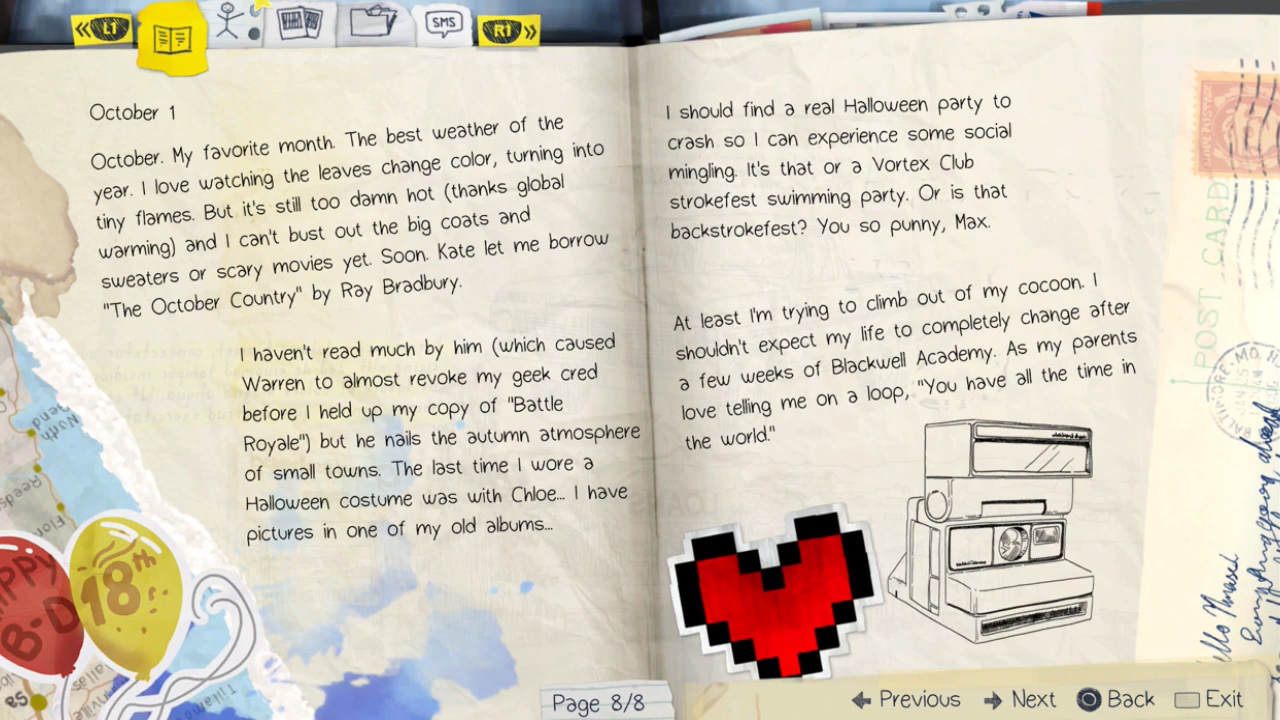 L1
SMS
R1
October 1
October. My favorite month. The best weather of the
year. I love watching the leaves change color, turning into
tiny flames. But it's still too damn hot (thanks global
warming) and I can't bust out the big coats and
sweaters or scary movies yet. Soon. Kate let me borrow
"The October Country" by Ray Bradbury.
I haven't read much by him (which caused
Warren to almost revoke my geek cred
before I held up my copy of "Battle
Royale") but he nails the autumn atmosphere
of small towns. The last time I wore a
Halloween costume was with Chloe... I have
pictures in one of my old albums...
I should find a real Halloween party to
crash so I can experience some social
mingling. It's that or a Vortex Club
strokefest swimming party. Or is that
backstrokefest? You so punny, Max.
At least I'm trying to climb out of my cocoon. I
shouldn't expect my life to completely change after
a few weeks of Blackwell Academy. As my parents
love telling me on a loop, "You have all the time in
the world."
POST CARD
North
Bend
18th
B-D
Page 8/8
Previous
Next
Back
Exit